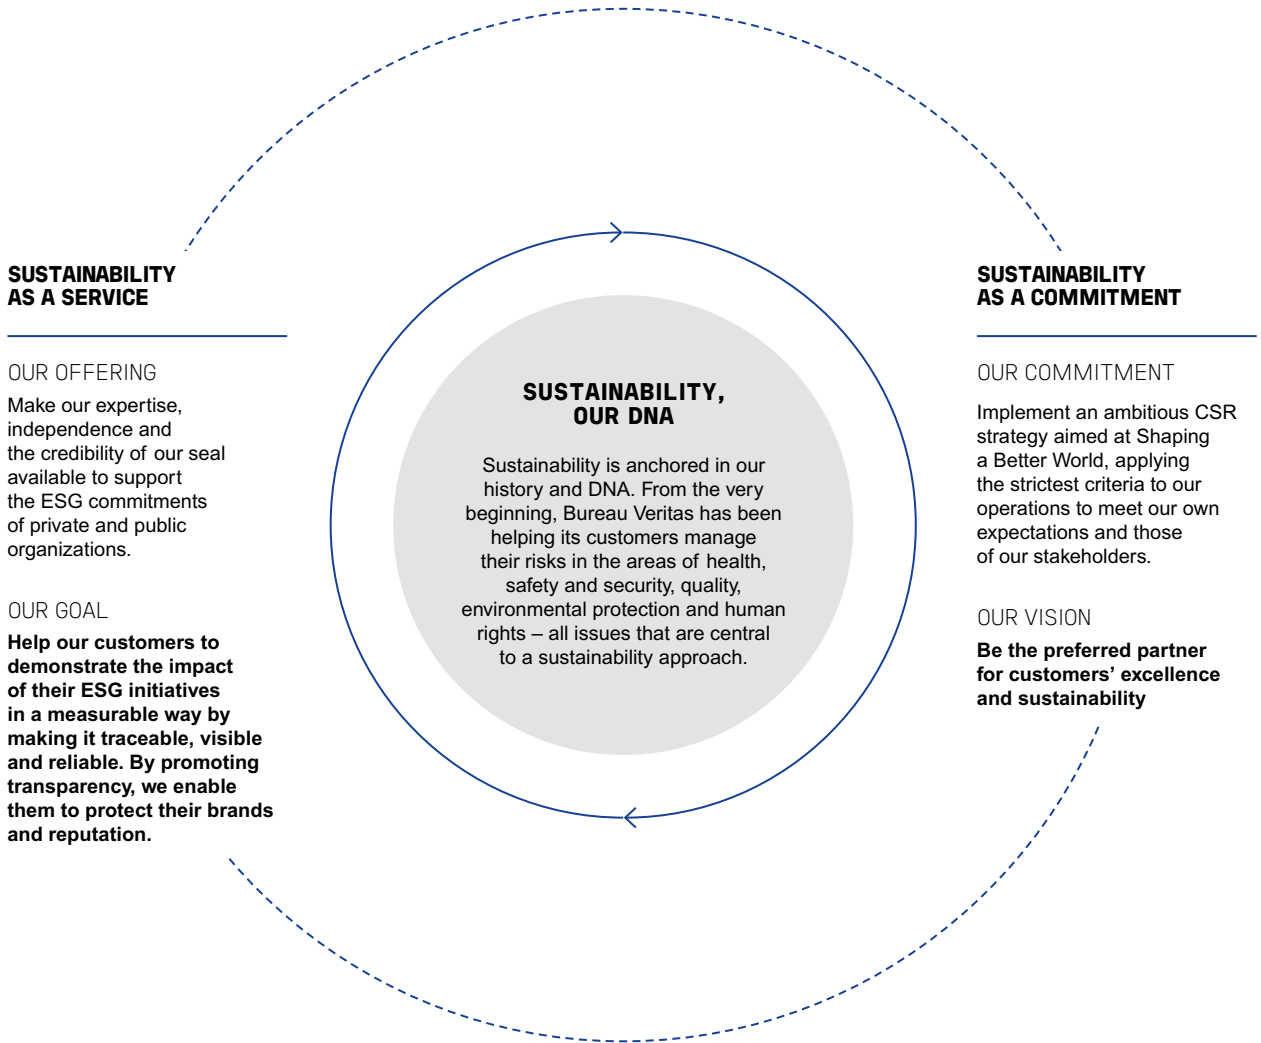 SUSTAINABILITY
AS A SERVICE
OUR OFFERING
Make our expertise,
independence and
the credibility of our seal
available to support
the ESG commitments
of private and public
organizations.
OUR GOAL
Help our customers to
demonstrate the impact
of their ESG initiatives
in a measurable way by
making it traceable, visible
and reliable. By promoting
transparency, we enable
them to protect their brands
and reputation.
SUSTAINABILITY,
OUR DNA
Sustainability is anchored in our
history and DNA. From the very
beginning, Bureau Veritas has been
helping its customers manage
their risks in the areas of health,
safety and security, quality,
environmental protection and human
rights – all issues that are central
to a sustainability approach.
SUSTAINABILITY
AS A COMMITMENT
OUR COMMITMENT
Implement an ambitious CSR
strategy aimed at Shaping
a Better World, applying
the strictest criteria to our
operations to meet our own
expectations and those
of our stakeholders.
OUR VISION
Be the preferred partner
for customers’ excellence
and sustainability